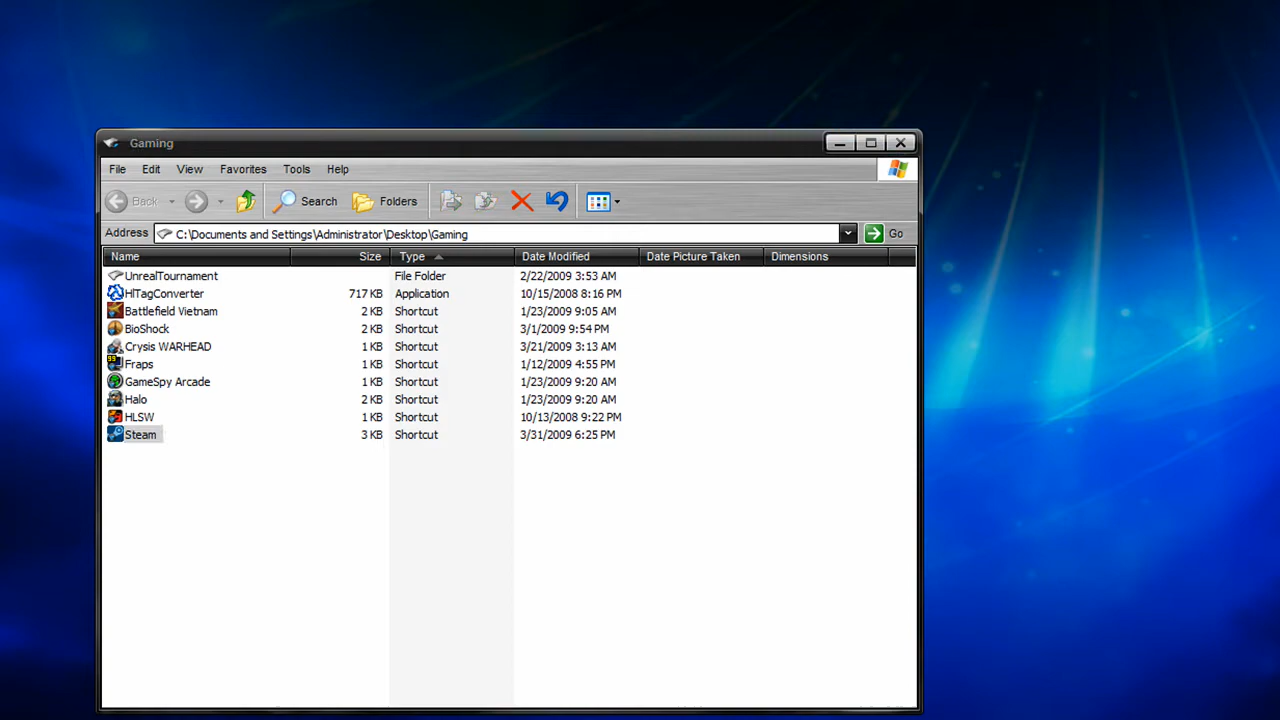 Gaming
File Edit View Favorites Tools Help
Back Search Folders
Address C:\Documents and Settings\Administrator\Desktop\Gaming Go
Name Size Type Date Modified Date Picture Taken Dimensions
UnrealTournament File Folder 2/22/2009 3:53 AM
HlTagConverter 717 KB Application 10/15/2008 8:16 PM
Battlefield Vietnam 2 KB Shortcut 1/23/2009 9:05 AM
BioShock 2 KB Shortcut 3/1/2009 9:54 PM
Crysis WARHEAD 1 KB Shortcut 3/21/2009 3:13 AM
99 Fraps 1 KB Shortcut 1/12/2009 4:55 PM
GameSpy Arcade 1 KB Shortcut 1/23/2009 9:20 AM
Halo 2 KB Shortcut 1/23/2009 9:20 AM
HLSW 1 KB Shortcut 10/13/2008 9:22 PM
Steam 3 KB Shortcut 3/31/2009 6:25 PM